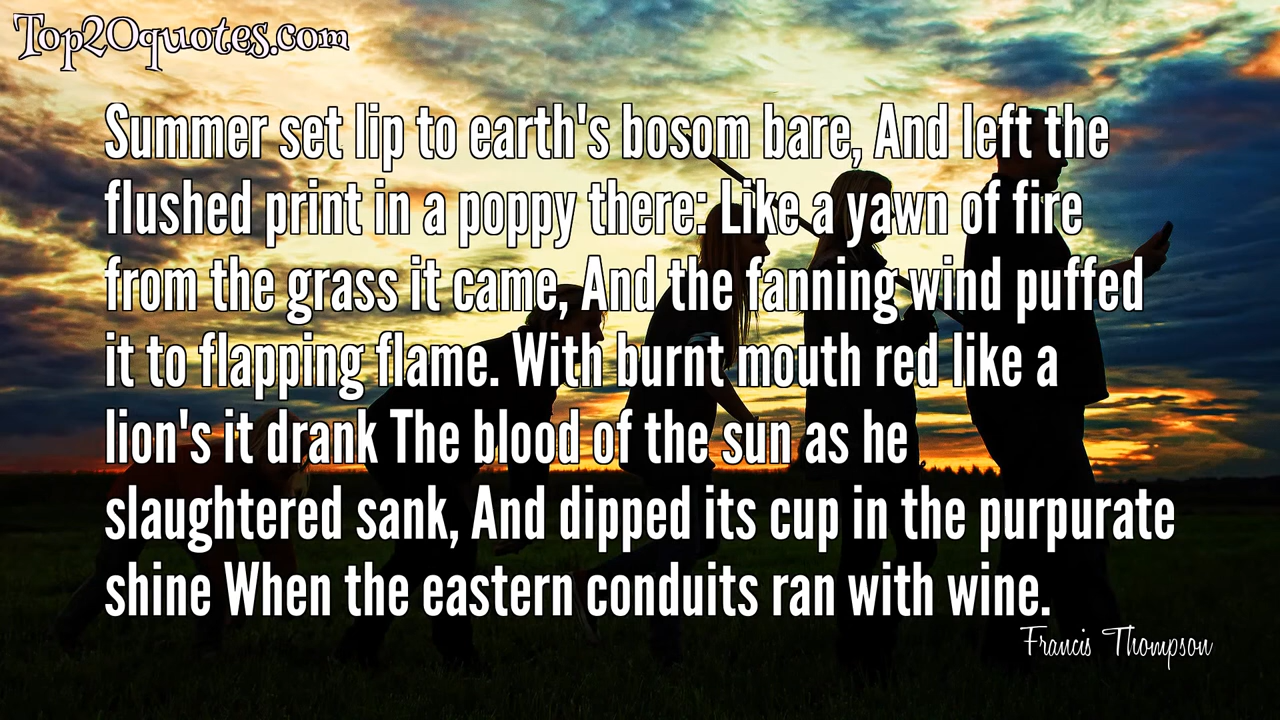 Top20quotes.com
Summer set lip to earth's bosom bare, And left the
flushed print in a poppy there: Like a yawn of fire
from the grass it came, And the fanning wind puffed
it to flapping flame. With burnt mouth red like a
lion's it drank The blood of the sun as he
slaughtered sank, And dipped its cup in the purpurate
shine When the eastern conduits ran with wine.
Francis Thompson